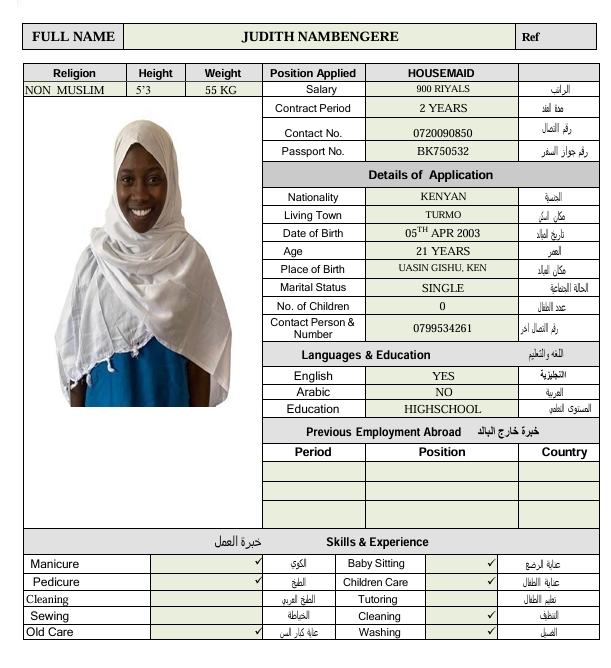 FULL NAME JUDITH NAMBENGERE Ref
Religion Height Weight Position Applied HOUSEMAID
NON MUSLIM 5'3 55 KG Salary 900 RIYALS الراتب
Contract Period 2 YEARS مدة العقد
Contact No. 0720090850 رقم الاتصال
Passport No. BK750532 رقم جواز السفر
Details of Application
Nationality KENYAN الجنسية
Living Town TURMO مكان السكن
Date of Birth 05TH APR 2003 تاريخ الميلاد
Age 21 YEARS العمر
Place of Birth UASIN GISHU, KEN مكان الميلاد
Marital Status SINGLE الحالة الاجتماعية
No. of Children 0 عدد الاطفال
Contact Person & Number 0799534261 رقم الاتصال اخر
Languages & Education اللغه والتعليم
English YES الانجليزية
Arabic NO العربية
Education HIGHSCHOOL المستوى التعليمي
Previous Employment Abroad خبرة خارج البالد
Period Position Country
خبرة العمل Skills & Experience
Manicure ✓ الكوي Baby Sitting ✓ عناية الرضع
Pedicure ✓ الطبخ Children Care ✓ عناية الاطفال
Cleaning الطبخ العربي Tutoring تعليم الاطفال
Sewing الخياطة Cleaning ✓ التنظيف
Old Care ✓ عناية كبار السن Washing ✓ الغسيل